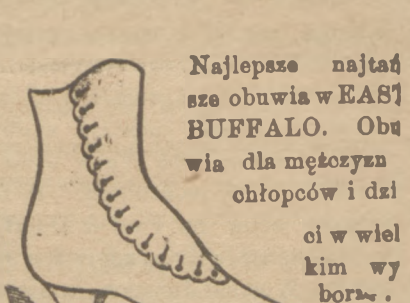 Najlepsze najtań
sze obuwia w EAST
BUFFALO. Obu
wia dla mężczyzn
chłopców i dzi
ci w wiel
kim wy
borze.